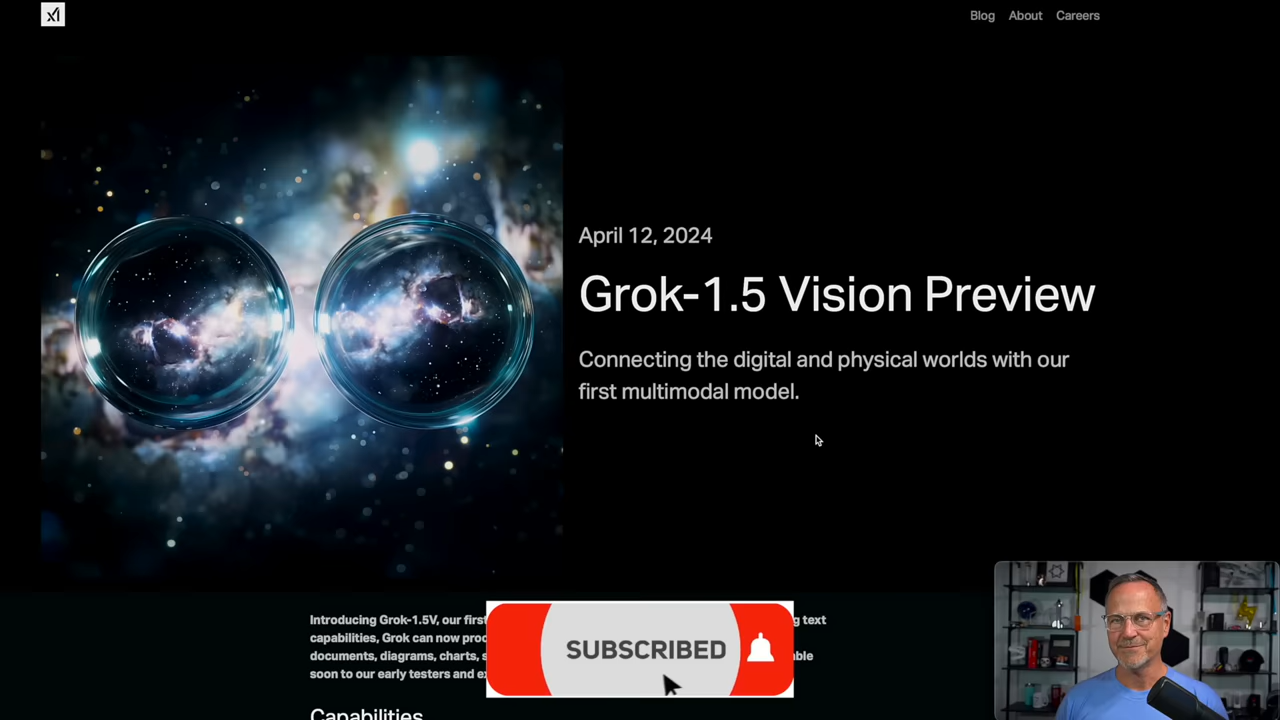 xI
Blog About Careers
April 12, 2024
Grok-1.5 Vision Preview
Connecting the digital and physical worlds with our
first multimodal model.
Introducing Grok-1.5V, our first text
capabilities, Grok can now
documents, diagrams, charts,
soon to our early testers and
SUBSCRIBED
Capabilities